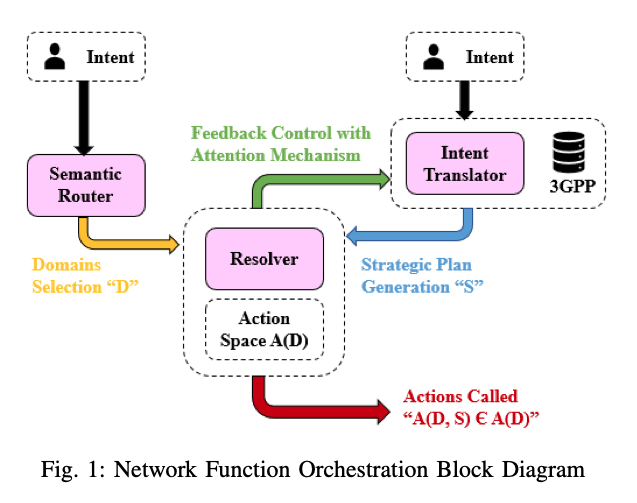 Intent
Intent
Feedback Control with
Attention Mechanism
Semantic
Router
Intent
Translator
3GPP
Domains
Selection “D”
Resolver
Strategic Plan
Generation “S”
Action
Space A(D)
Actions Called
“A(D, S) Є A(D)”
Fig. 1: Network Function Orchestration Block Diagram